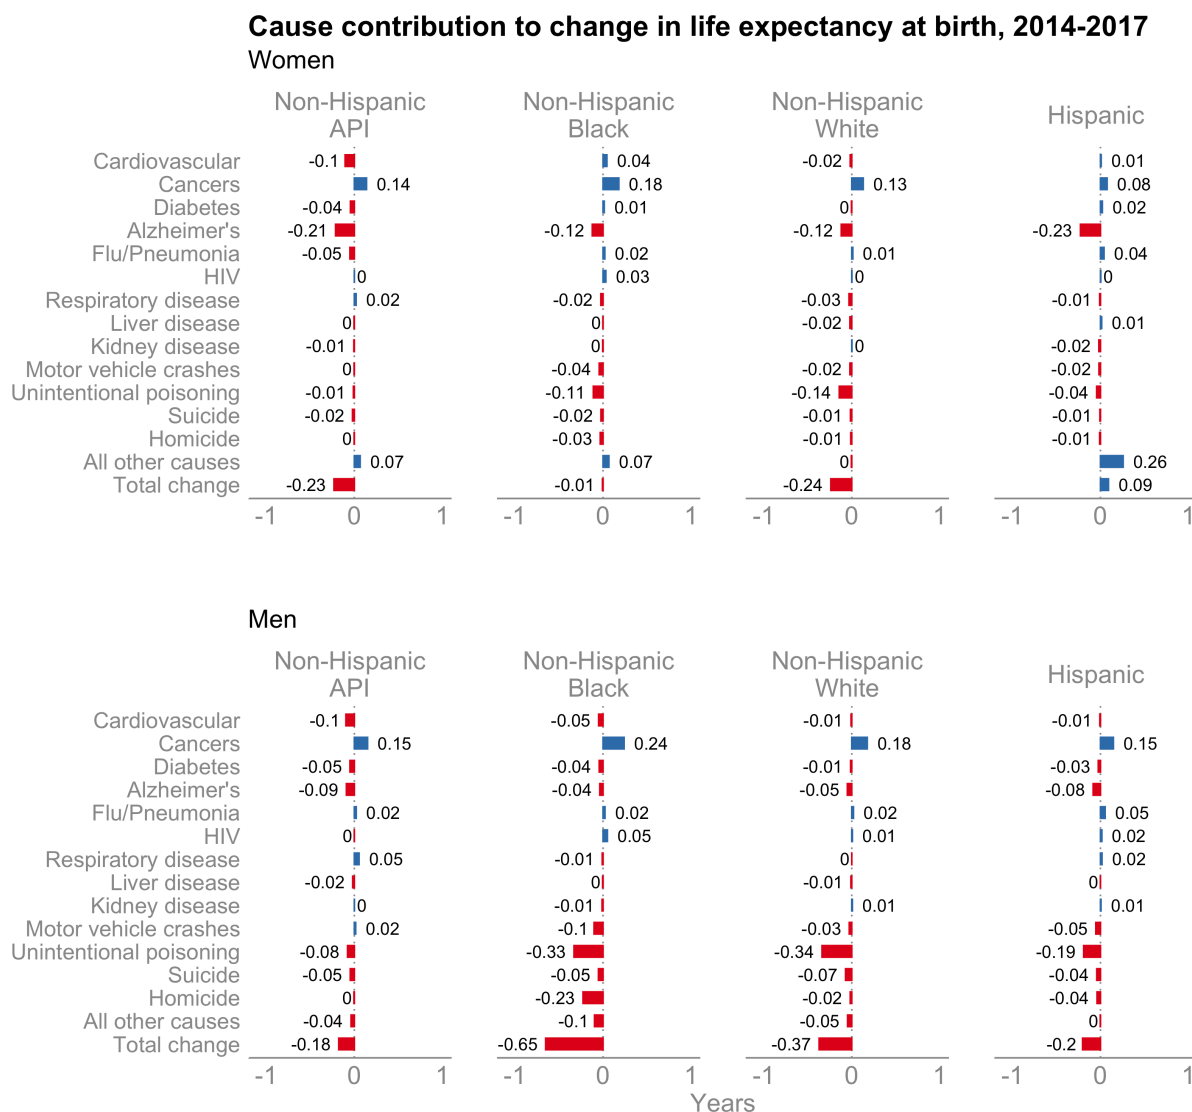 Cause contribution to change in life expectancy at birth, 2014-2017
Women
Non-Hispanic Non-Hispanic Non-Hispanic Hispanic
API Black White
Cardiovascular -0.1 0.04 -0.02 0.01
Cancers 0.14 0.18 0.13 0.08
Diabetes -0.04 0.01 0 0.02
Alzheimer's -0.21 -0.12 -0.12 -0.23
Flu/Pneumonia -0.05 0.02 0.01 0.04
HIV 0 0.03 0 0
Respiratory disease 0.02 -0.02 -0.03 -0.01
Liver disease 0 0 -0.02 0.01
Kidney disease -0.01 0 0 -0.02
Motor vehicle crashes 0 -0.04 -0.02 -0.02
Unintentional poisoning -0.01 -0.11 -0.14 -0.04
Suicide -0.02 -0.02 -0.01 -0.01
Homicide 0 -0.03 -0.01 -0.01
All other causes 0.07 0.07 0 0.26
Total change -0.23 -0.01 -0.24 0.09
-1 0 1 -1 0 1 -1 0 1 -1 0 1
Men
Non-Hispanic Non-Hispanic Non-Hispanic Hispanic
API Black White
Cardiovascular -0.1 -0.05 -0.01 -0.01
Cancers 0.15 0.24 0.18 0.15
Diabetes -0.05 -0.04 -0.01 -0.03
Alzheimer's -0.09 -0.04 -0.05 -0.08
Flu/Pneumonia 0.02 0.02 0.02 0.05
HIV 0 0.05 0.01 0.02
Respiratory disease 0.05 -0.01 0 0.02
Liver disease -0.02 0 -0.01 0
Kidney disease 0 -0.01 0.01 0.01
Motor vehicle crashes 0.02 -0.1 -0.03 -0.05
Unintentional poisoning -0.08 -0.33 -0.34 -0.19
Suicide -0.05 -0.05 -0.07 -0.04
Homicide 0 -0.23 -0.02 -0.04
All other causes -0.04 -0.1 -0.05 0
Total change -0.18 -0.65 -0.37 -0.2
-1 0 1 -1 0 1 -1 0 1 -1 0 1
Years